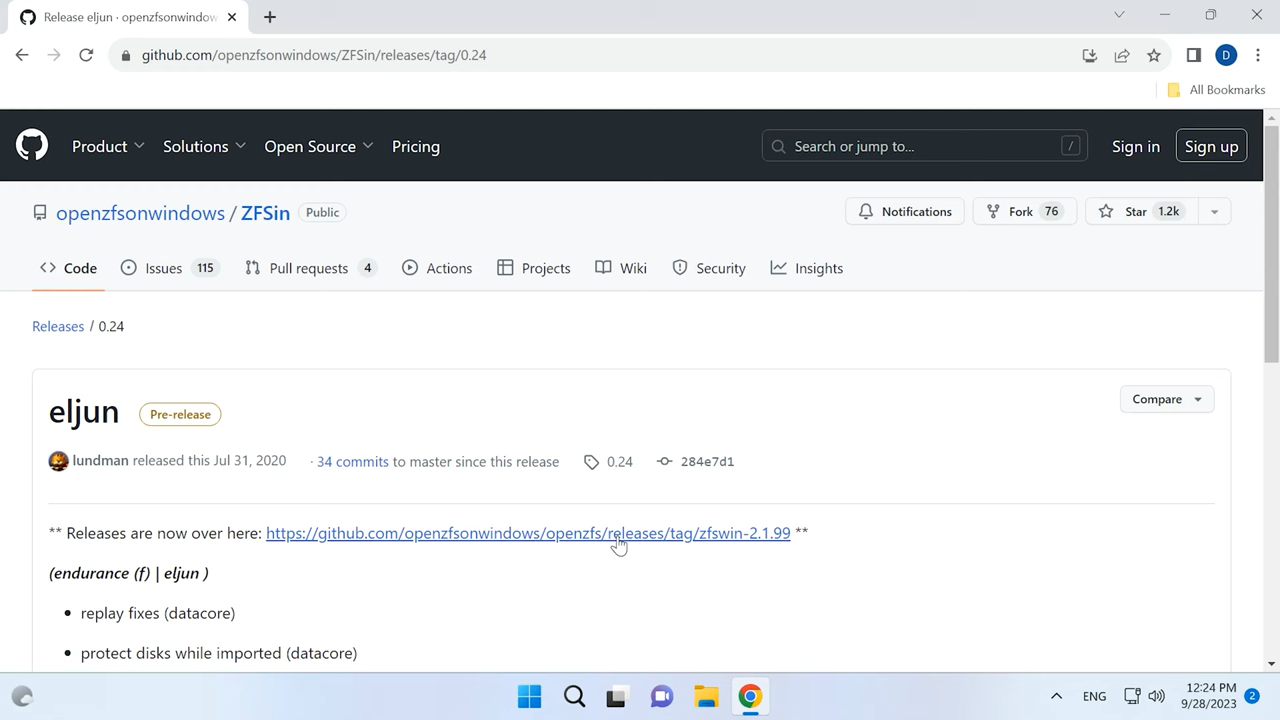 Release eljun · openzfsonwindow
github.com/openzfsonwindows/ZFSin/releases/tag/0.24
D
All Bookmarks
Product Solutions Open Source Pricing Search or jump to... / Sign in Sign up
openzfsonwindows / ZFSin Public Notifications Fork 76 Star 1.2k
Code Issues 115 Pull requests 4 Actions Projects Wiki Security Insights
Releases / 0.24
eljun Pre-release Compare
lundman released this Jul 31, 2020 · 34 commits to master since this release 0.24 284e7d1
** Releases are now over here: https://github.com/openzfsonwindows/openzfs/releases/tag/zfswin-2.1.99 **
(endurance (f) | eljun )
• replay fixes (datacore)
• protect disks while imported (datacore)
ENG 12:24 PM 2
9/28/2023